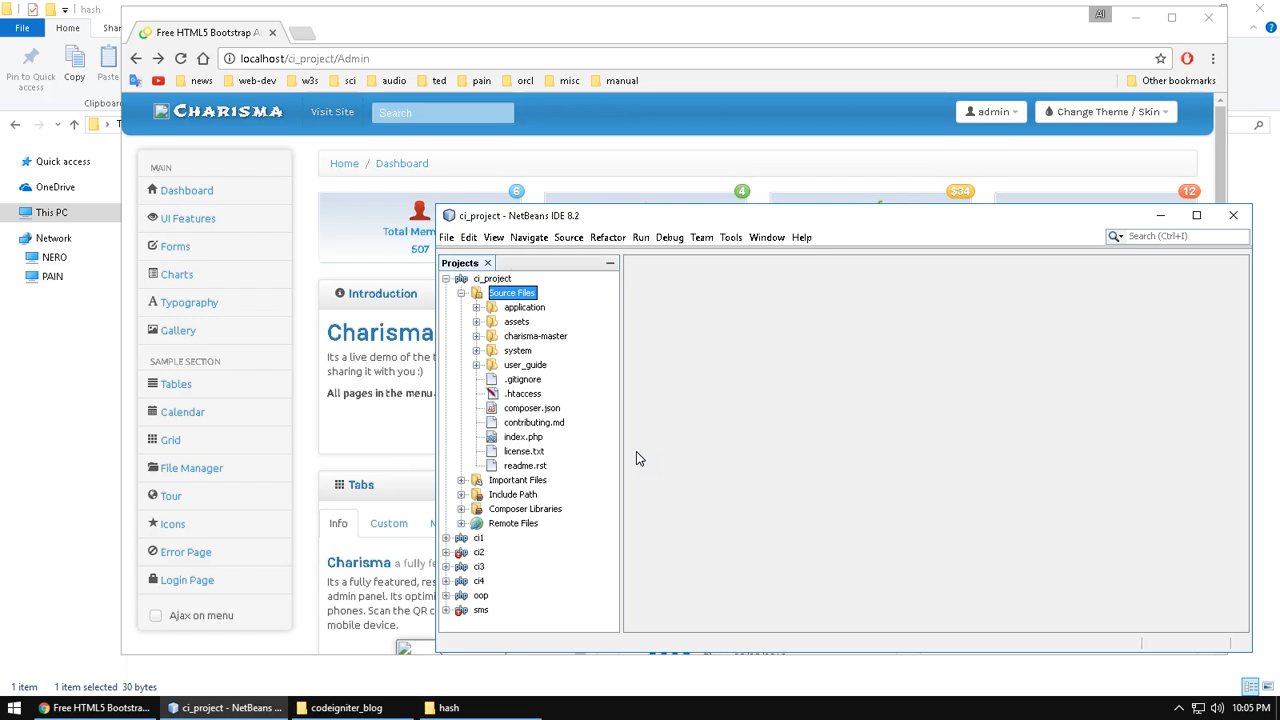 hash
File
Home
Shar
AI
Free HTML5 Bootstrap A
localhost/ci_project/Admin
Pin to Quick
access
Copy
Paste
Clipboard
news
web-dev
w3s
sci
audio
ted
pain
orcl
misc
manual
Other bookmarks
CHARISMA
Visit Site
Search
admin
Change Theme / Skin
Quick access
OneDrive
This PC
Network
NERO
PAIN
MAIN
Dashboard
UI Features
Forms
Charts
Typography
Gallery
SAMPLE SECTION
Tables
Calendar
Grid
File Manager
Tour
Icons
Error Page
Login Page
Ajax on menu
Home / Dashboard
6
4
$34
12
Total Mem
507
Introduction
Charisma
Its a live demo of the t
sharing it with you :)
All pages in the menu
Tabs
Info
Custom
Charisma a fully f
Its a fully featured, res
admin panel. Its optimi
phones. Scan the QR c
mobile device.
ci_project - NetBeans IDE 8.2
File Edit View Navigate Source Refactor Run Debug Team Tools Window Help
Search (Ctrl+I)
Projects
ci_project
Source Files
application
assets
charisma-master
system
user_guide
.gitignore
.htaccess
composer.json
contributing.md
index.php
license.txt
readme.rst
Important Files
Include Path
Composer Libraries
Remote Files
ci1
ci2
ci3
ci4
oop
sms
1 item
1 item selected 30 bytes
Free HTML5 Bootstra...
ci_project - NetBeans ...
codeigniter_blog
hash
10:05 PM